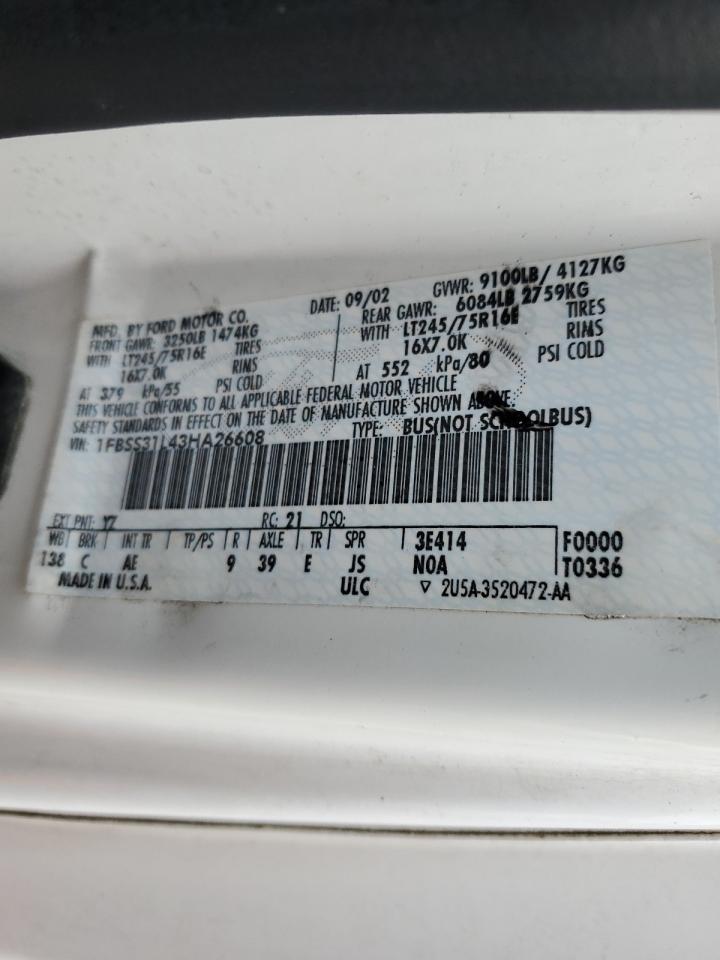 MFD. BY FORD MOTOR CO.
DATE: 09/02 GVWR: 9100LB/ 4127KG
FRONT GAWR: 3250LB 1474KG REAR GAWR: 6084LB 2759KG
WITH LT245/75R16E TIRES WITH LT245/75R16E TIRES
16X7.0K RIMS 16X7.0K RIMS
AT 379 kPa/55 PSI COLD AT 552 kPa/80 PSI COLD
THIS VEHICLE CONFORMS TO ALL APPLICABLE FEDERAL MOTOR VEHICLE
SAFETY STANDARDS IN EFFECT ON THE DATE OF MANUFACTURE SHOWN ABOVE.
VIN: 1FBSS31L43HA26608 TYPE: BUS(NOT SCHOOLBUS)
EXT PNT: YZ RC: 21 DSO:
WB BRK INT TR TP/PS R AXLE TR SPR 3E414 F0000
138 C AE 9 39 E JS N0A T0336
MADE IN U.S.A. ULC ▽ 2U5A-3520472-AA